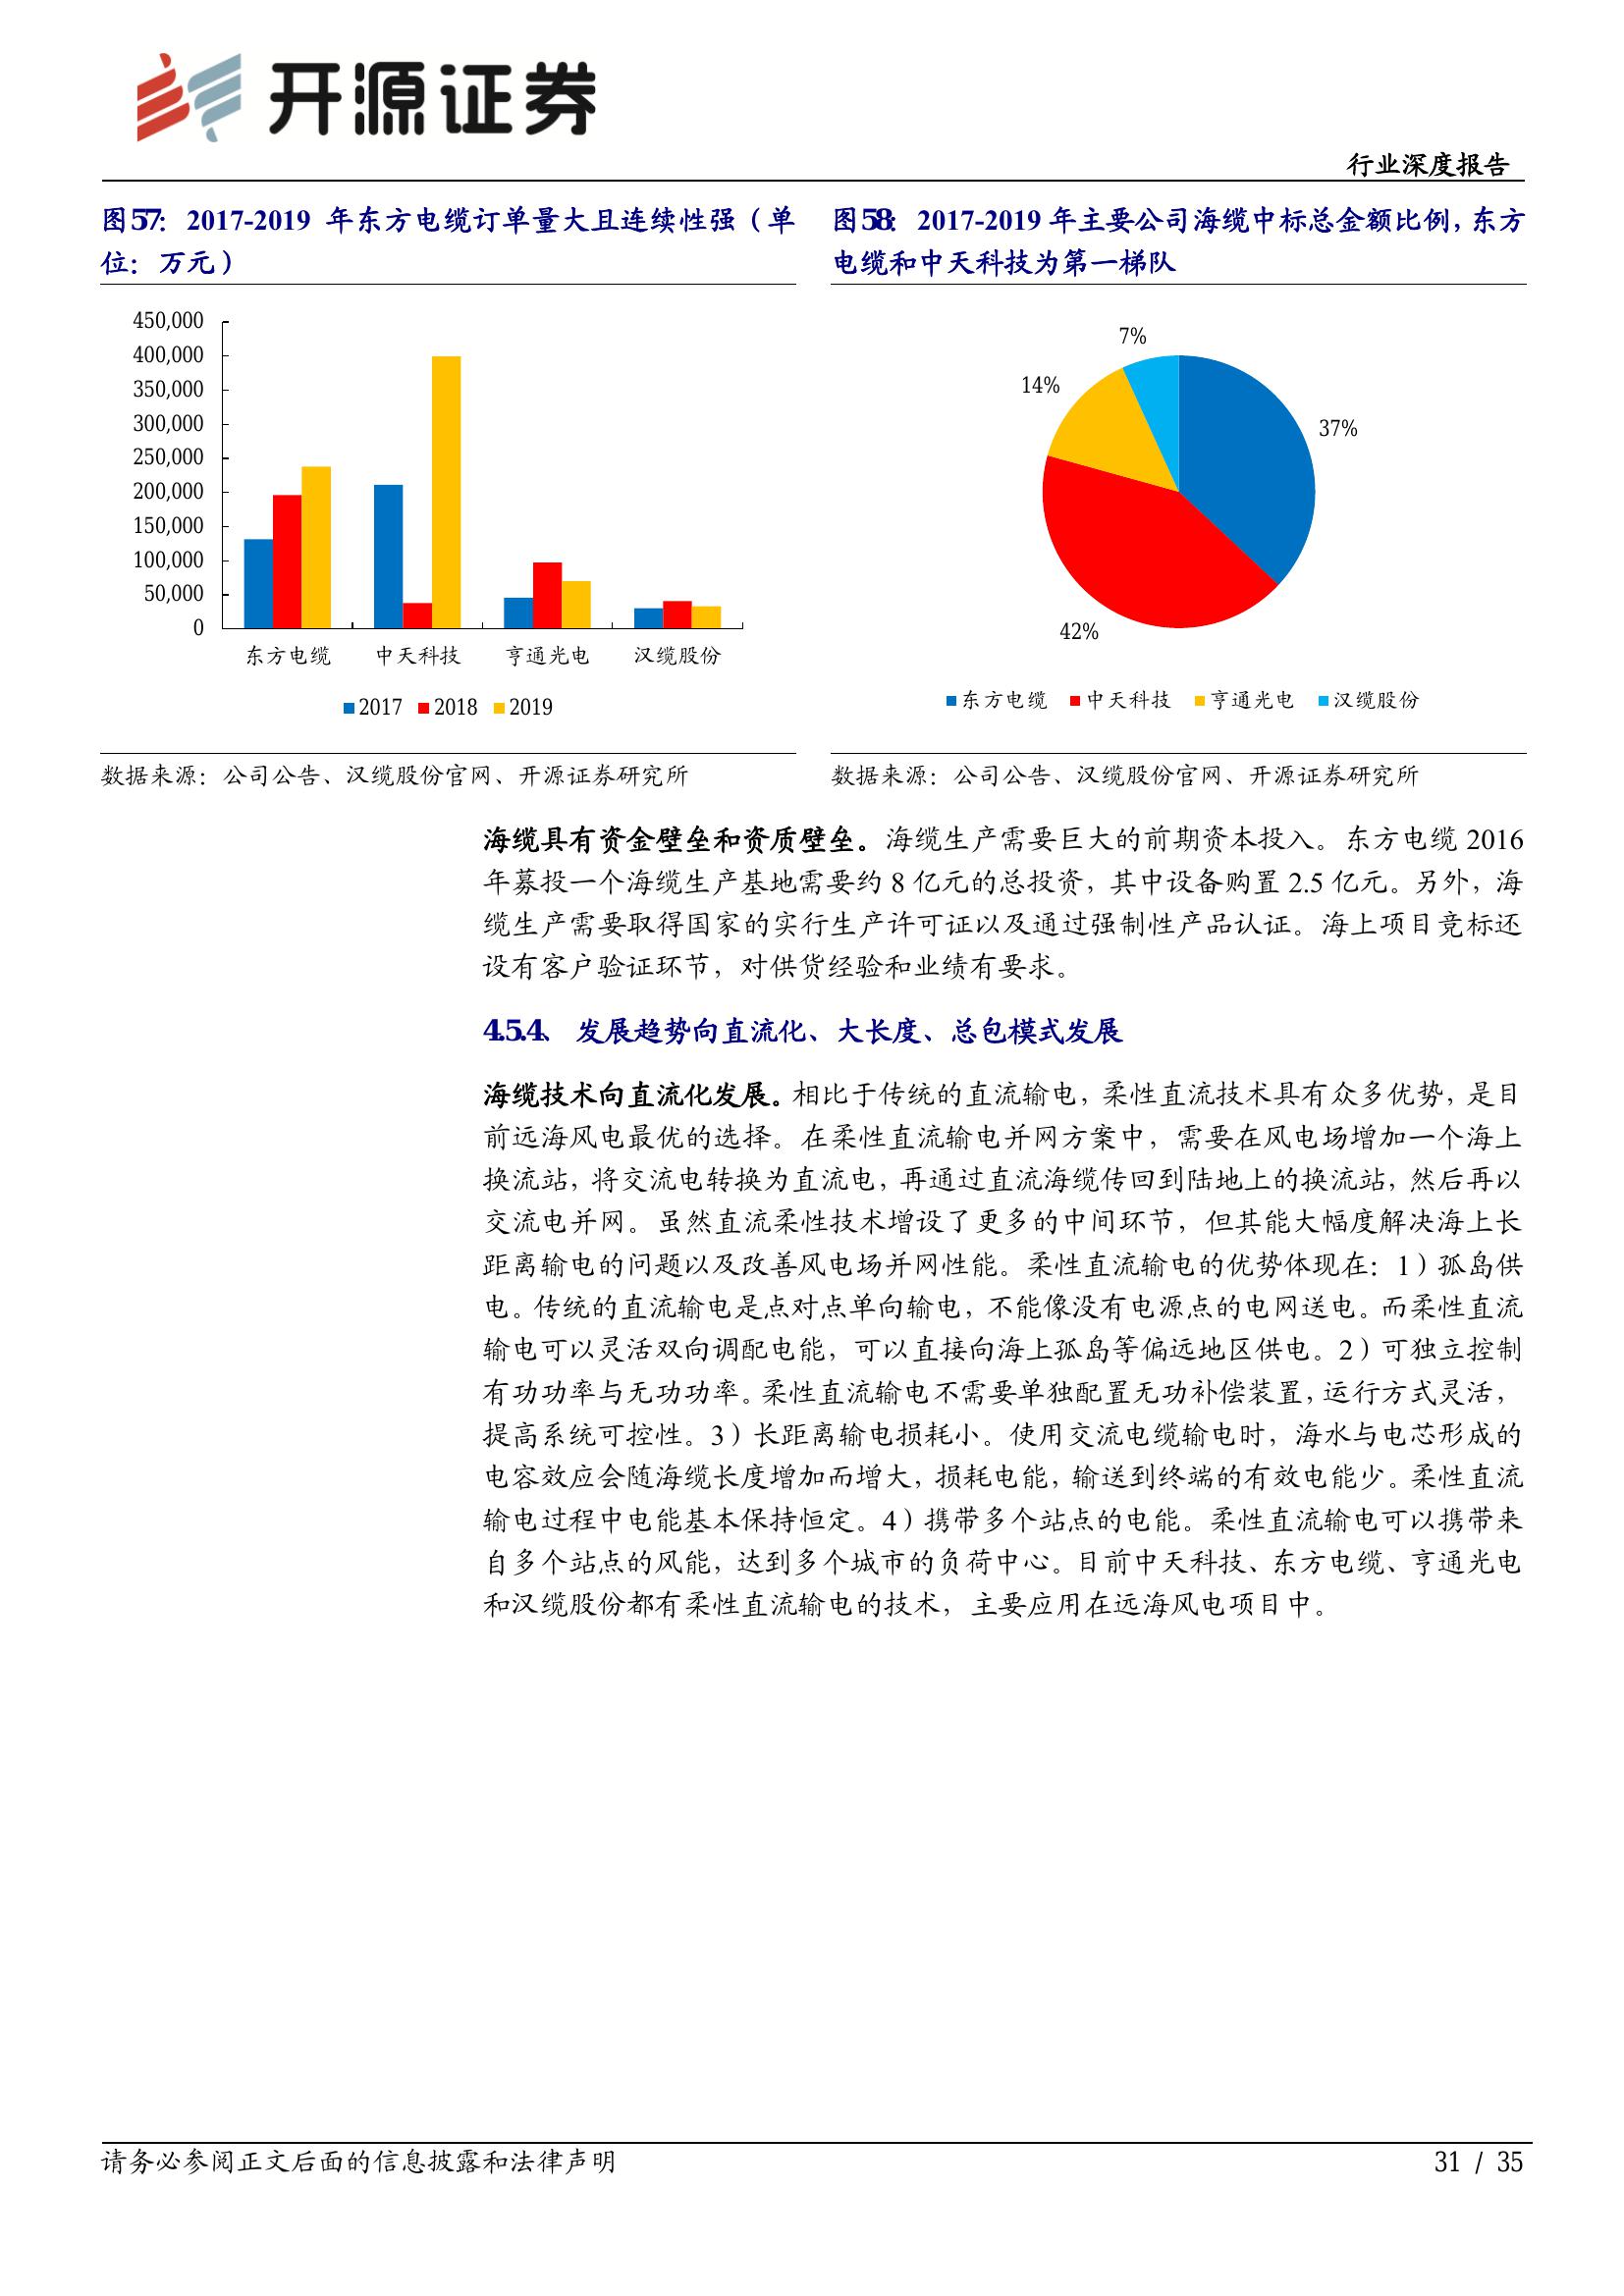 开源证券
行业深度报告
图57： 2017-2019 年东方电缆订单量大且连续性强（单
位：万元）
450,000
400,000
350,000
300,000
250,000
200,000
150,000
100,000
50,000
0
东方电缆 中天科技 亨通光电 汉缆股份
2017 2018 2019
数据来源：公司公告、汉缆股份官网、开源证券研究所
图58： 2017-2019 年主要公司海缆中标总金额比例，东方
电缆和中天科技为第一梯队
7%
14%
37%
42%
东方电缆 中天科技 亨通光电 汉缆股份
数据来源：公司公告、汉缆股份官网、开源证券研究所
海缆具有资金壁垒和资质壁垒。海缆生产需要巨大的前期资本投入。东方电缆 2016
年募投一个海缆生产基地需要约 8 亿元的总投资，其中设备购置 2.5 亿元。另外，海
缆生产需要取得国家的实行生产许可证以及通过强制性产品认证。海上项目竞标还
设有客户验证环节，对供货经验和业绩有要求。
4.5.4、 发展趋势向直流化、大长度、总包模式发展
海缆技术向直流化发展。相比于传统的直流输电，柔性直流技术具有众多优势，是目
前远海风电最优的选择。在柔性直流输电并网方案中，需要在风电场增加一个海上
换流站，将交流电转换为直流电，再通过直流海缆传回到陆地上的换流站，然后再以
交流电并网。虽然直流柔性技术增设了更多的中间环节，但其能大幅度解决海上长
距离输电的问题以及改善风电场并网性能。柔性直流输电的优势体现在：1）孤岛供
电。传统的直流输电是点对点单向输电，不能像没有电源点的电网送电。而柔性直流
输电可以灵活双向调配电能，可以直接向海上孤岛等偏远地区供电。2）可独立控制
有功功率与无功功率。柔性直流输电不需要单独配置无功补偿装置，运行方式灵活，
提高系统可控性。3）长距离输电损耗小。使用交流电缆输电时，海水与电芯形成的
电容效应会随海缆长度增加而增大，损耗电能，输送到终端的有效电能少。柔性直流
输电过程中电能基本保持恒定。4）携带多个站点的电能。柔性直流输电可以携带来
自多个站点的风能，达到多个城市的负荷中心。目前中天科技、东方电缆、亨通光电
和汉缆股份都有柔性直流输电的技术，主要应用在远海风电项目中。
请务必参阅正文后面的信息披露和法律声明
31 / 35